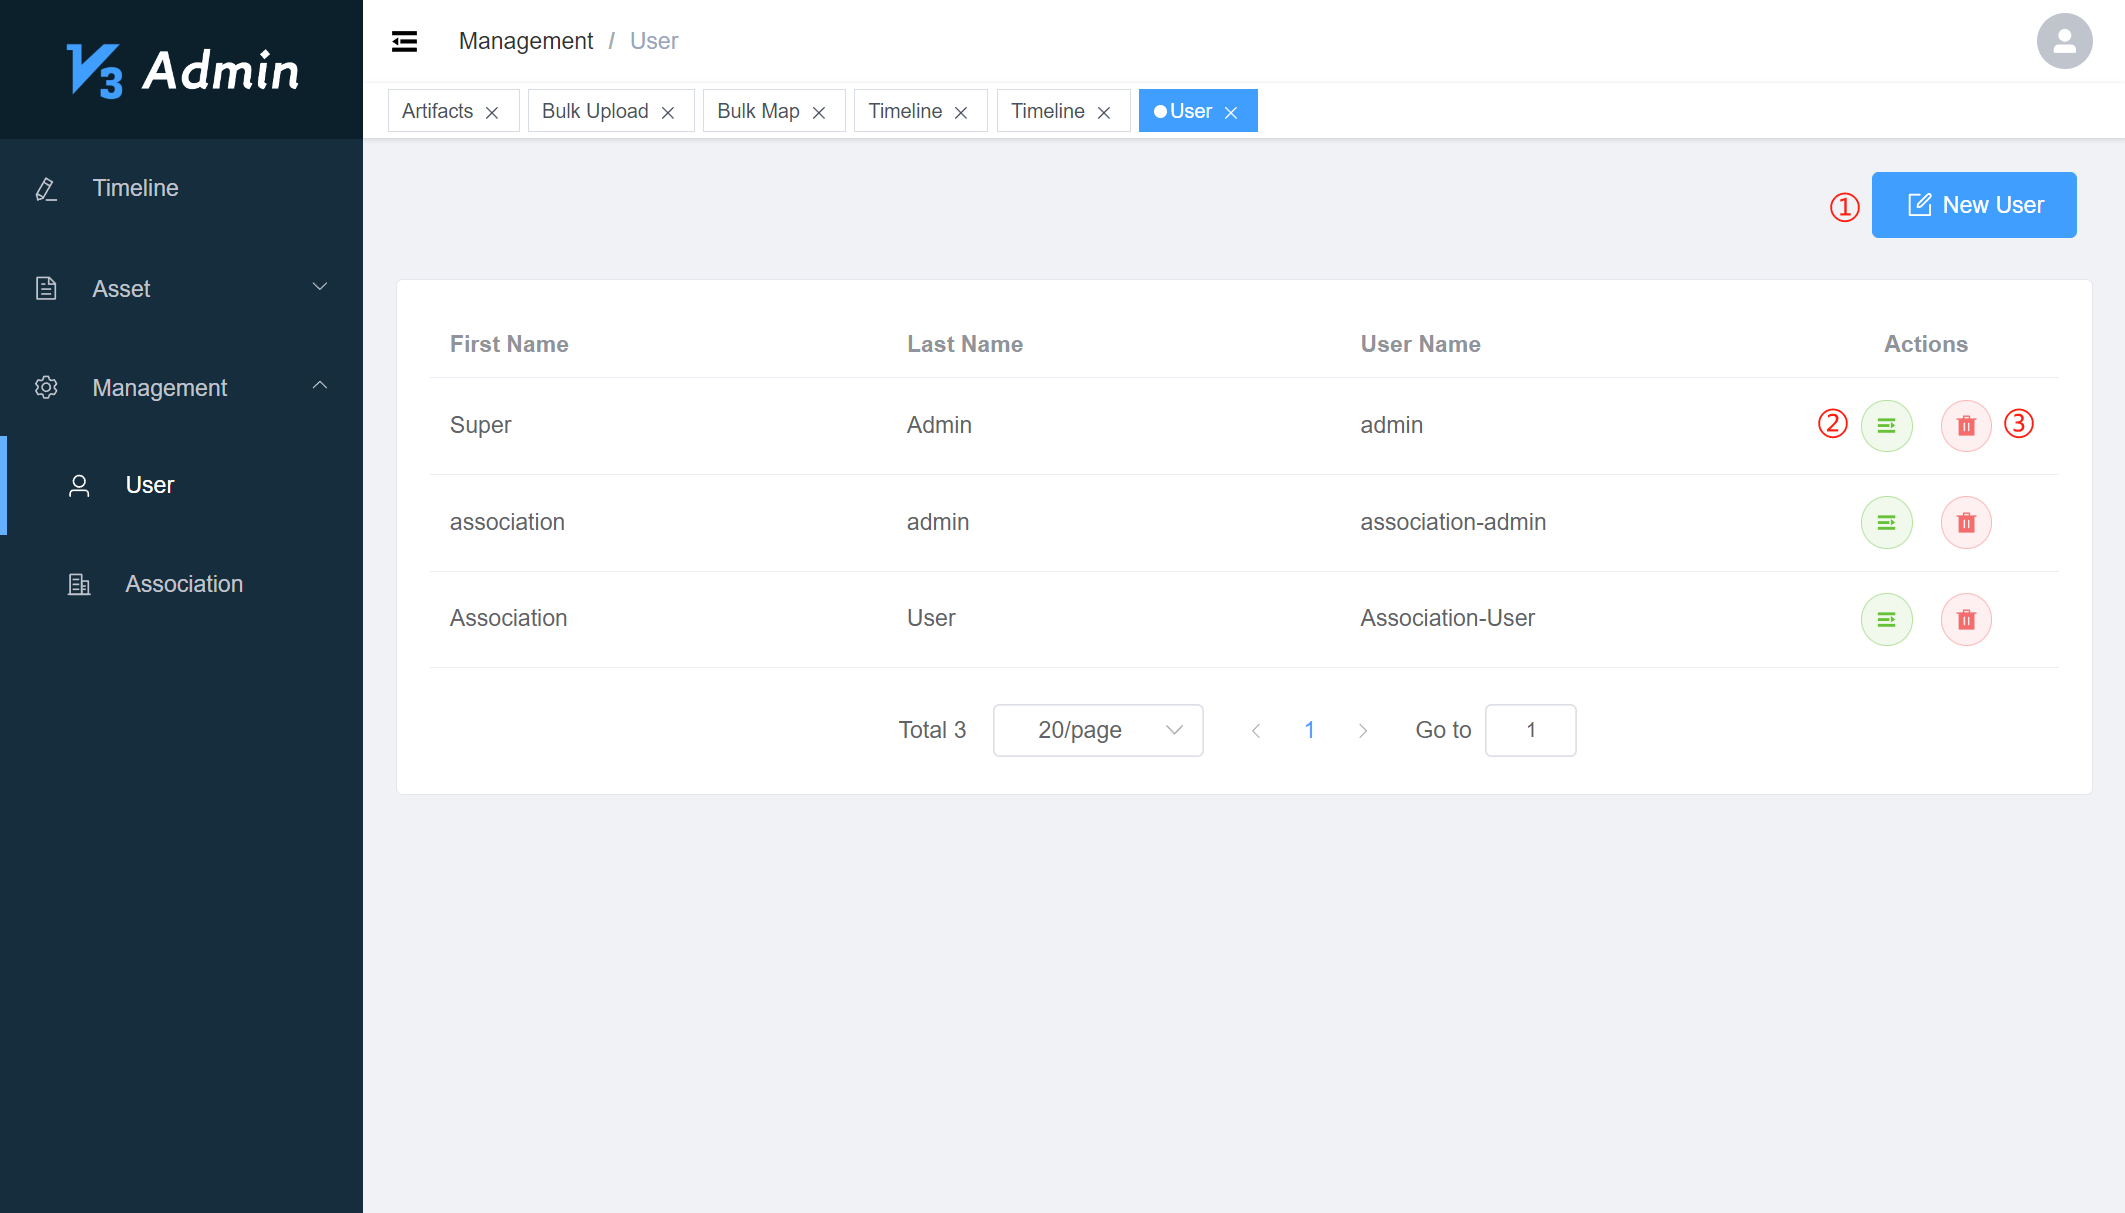 V3 Admin
Management / User
Artifacts Bulk Upload Bulk Map Timeline Timeline User
Timeline
Asset
Management
User
Association
① New User
First Name Last Name User Name Actions
Super Admin admin ② ③
association admin association-admin
Association User Association-User
Total 3 20/page 1 Go to 1